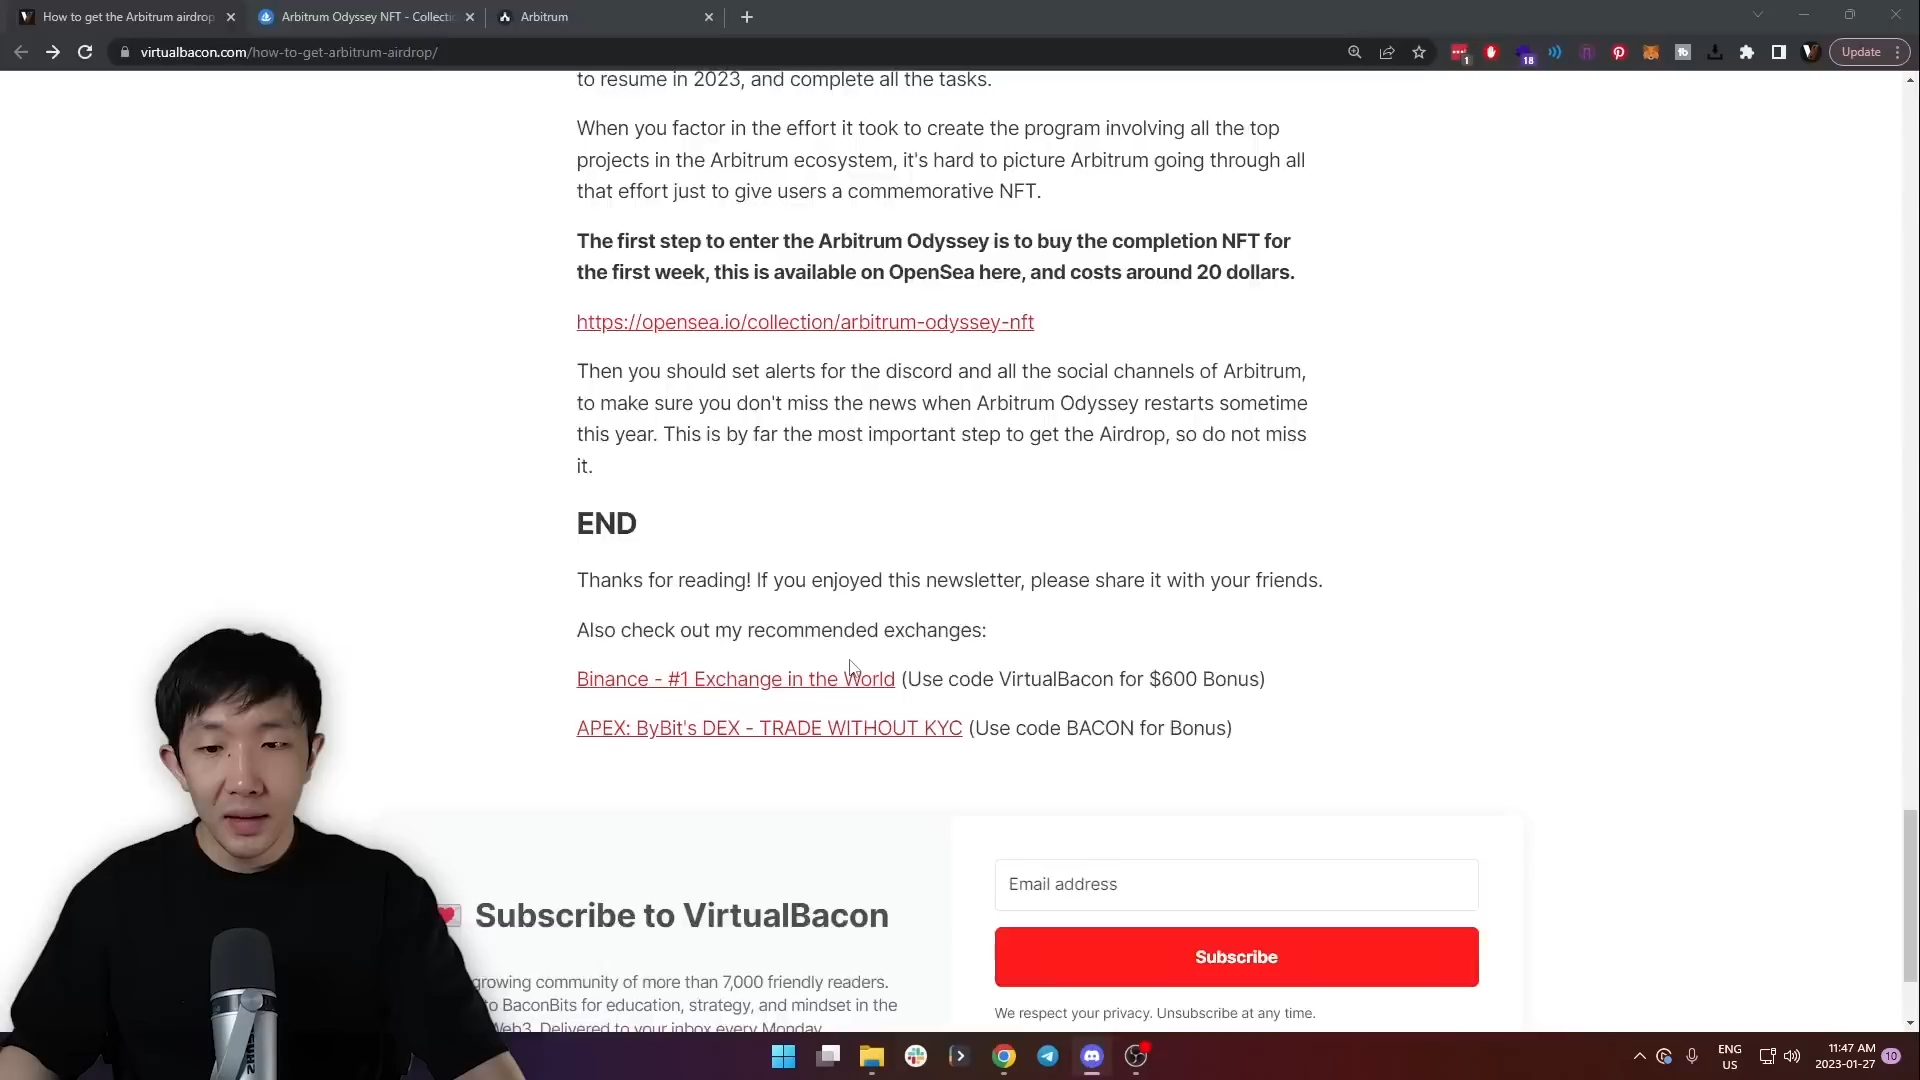 How to get the Arbitrum airdrop
Arbitrum Odyssey NFT - Collectic
Arbitrum
virtualbacon.com/how-to-get-arbitrum-airdrop/
1
18
Update
to resume in 2023, and complete all the tasks.
When you factor in the effort it took to create the program involving all the top
projects in the Arbitrum ecosystem, it's hard to picture Arbitrum going through all
that effort just to give users a commemorative NFT.
The first step to enter the Arbitrum Odyssey is to buy the completion NFT for
the first week, this is available on OpenSea here, and costs around 20 dollars.
https://opensea.io/collection/arbitrum-odyssey-nft
Then you should set alerts for the discord and all the social channels of Arbitrum,
to make sure you don't miss the news when Arbitrum Odyssey restarts sometime
this year. This is by far the most important step to get the Airdrop, so do not miss
it.
END
Thanks for reading! If you enjoyed this newsletter, please share it with your friends.
Also check out my recommended exchanges:
Binance - #1 Exchange in the World (Use code VirtualBacon for $600 Bonus)
APEX: ByBit's DEX - TRADE WITHOUT KYC (Use code BACON for Bonus)
Subscribe to VirtualBacon
growing community of more than 7,000 friendly readers.
to BaconBits for education, strategy, and mindset in the
Web3. Delivered to your inbox every Monday
Email address
Subscribe
We respect your privacy. Unsubscribe at any time.
ENG
US
11:47 AM
2023-01-27
10